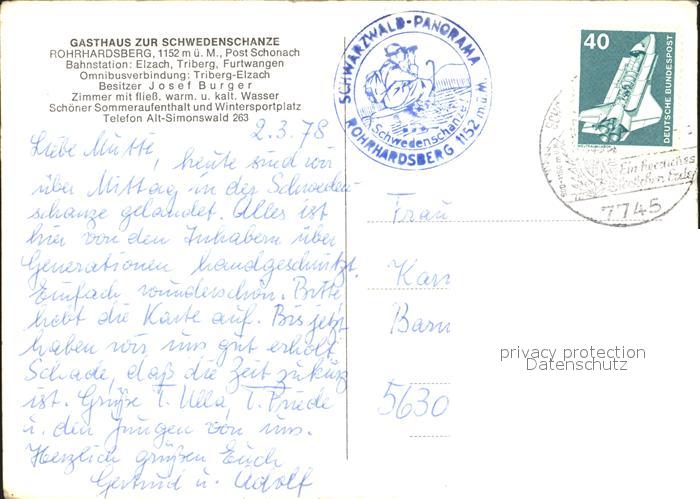 GASTHAUS ZUR SCHWEDENSCHANZE
ROHRHARDSBERG, 1152 m ü. M., Post Schonach
Bahnstation: Elzach, Triberg, Furtwangen
Omnibusverbindung: Triberg-Elzach
Besitzer Josef Burger
Zimmer mit fließ. warm. u. kalt. Wasser
Schöner Sommeraufenthalt und Wintersportplatz
Telefon Alt-Simonswald 263
2.3.78
Liebe Mutti,
heute sind wir
über Mittag in der Schweden-
schanze gelandet. Alles ist
hier von den Inhabern über
Generationen handgeschnitzt.
Einfach wunderschön. Bitte
hebt die Karte auf. Bis jetzt
haben wir uns gut erholt.
Schade, daß die Zeit zu kurz
ist. Grüße T. Ulla, T. Friede
u. den Jungen von uns.
Herzlich grüßen Euch
Gertrud u. Adolf
SCHWARZWALD-PANORAMA
Schwedenschanze
ROHRHARDSBERG 1152 m ü M.
40
DEUTSCHE BUNDESPOST
7745
Frau
Karr
Barn
5630
privacy protection
Datenschutz